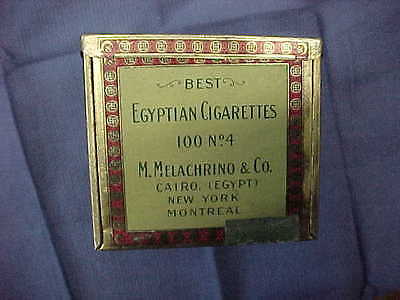 BEST
EGYPTIAN CIGARETTES
100 Nº4
M. MELACHRINO & CO.
CAIRO, (EGYPT)
NEW YORK
MONTREAL